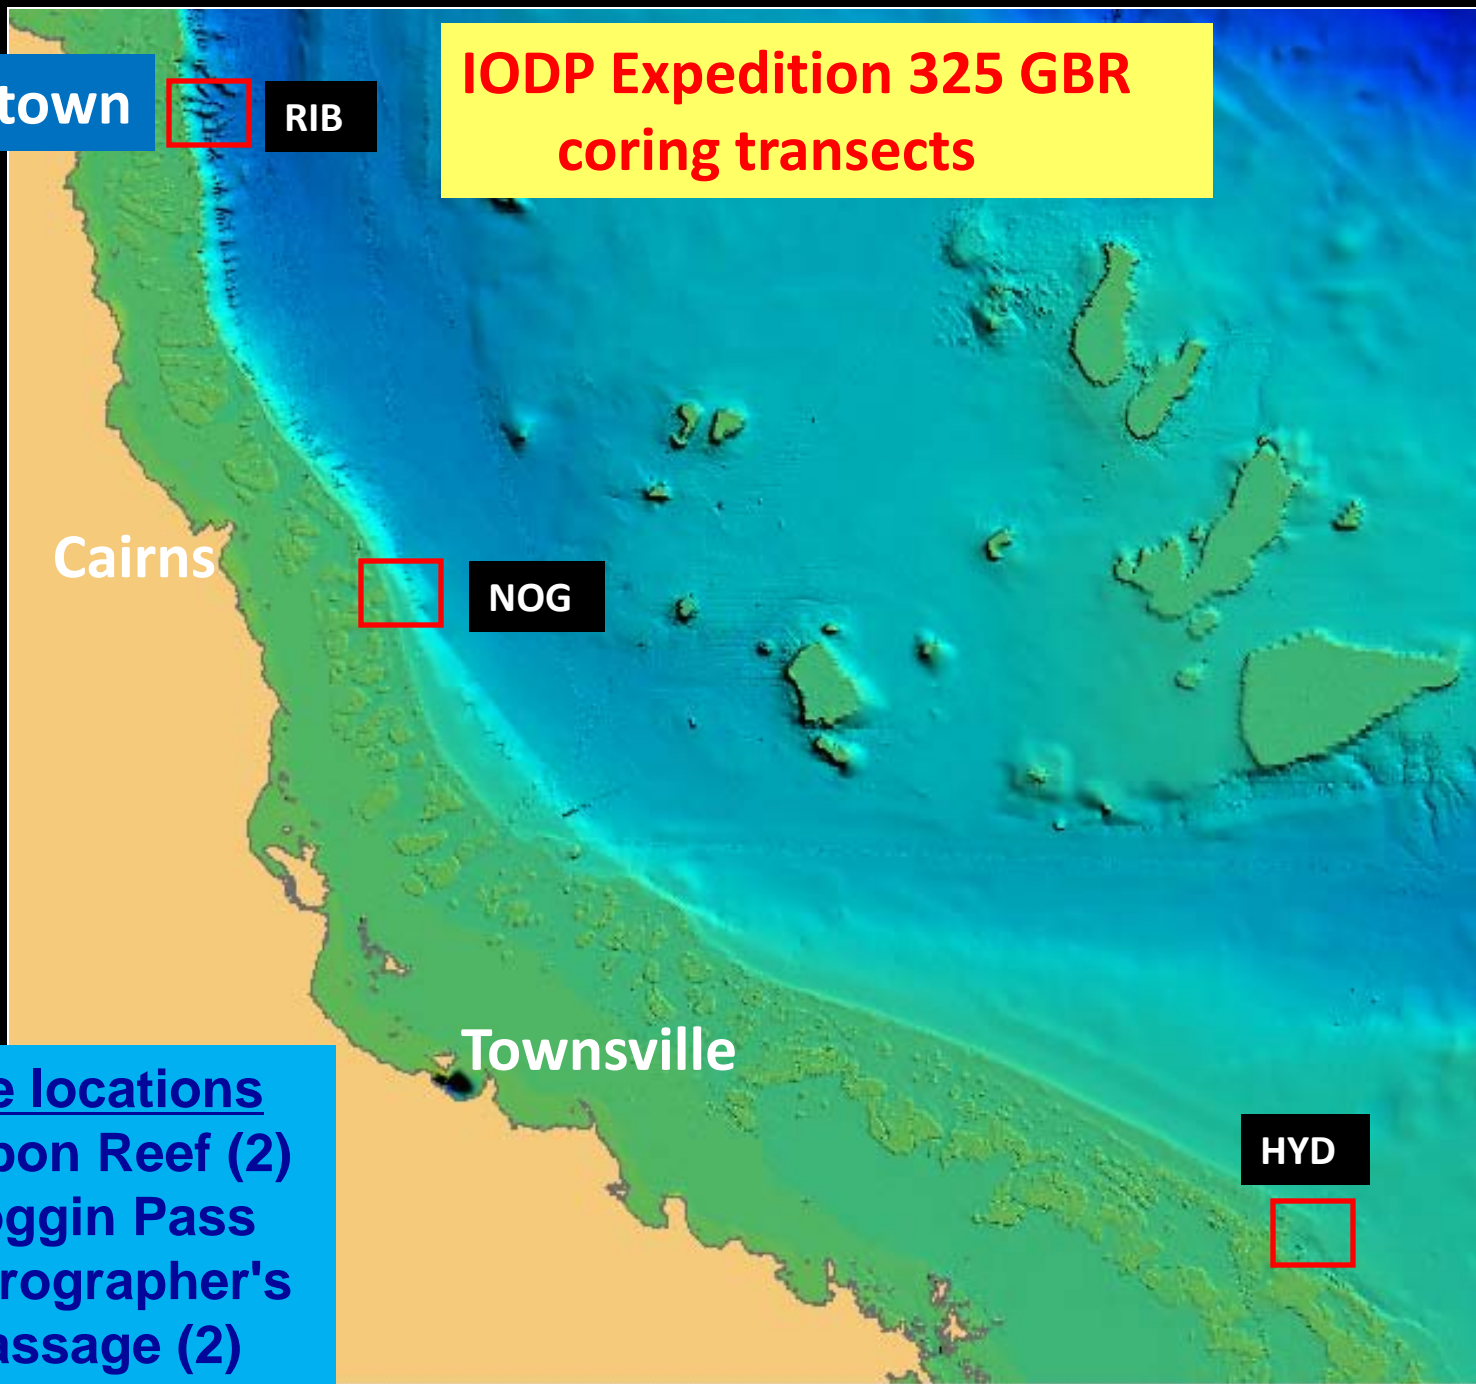 IODP Expedition 325 GBR
coring transects
town
RIB
Cairns
NOG
Townsville
HYD
e locations
bon Reef (2)
oggin Pass
rographer's
assage (2)